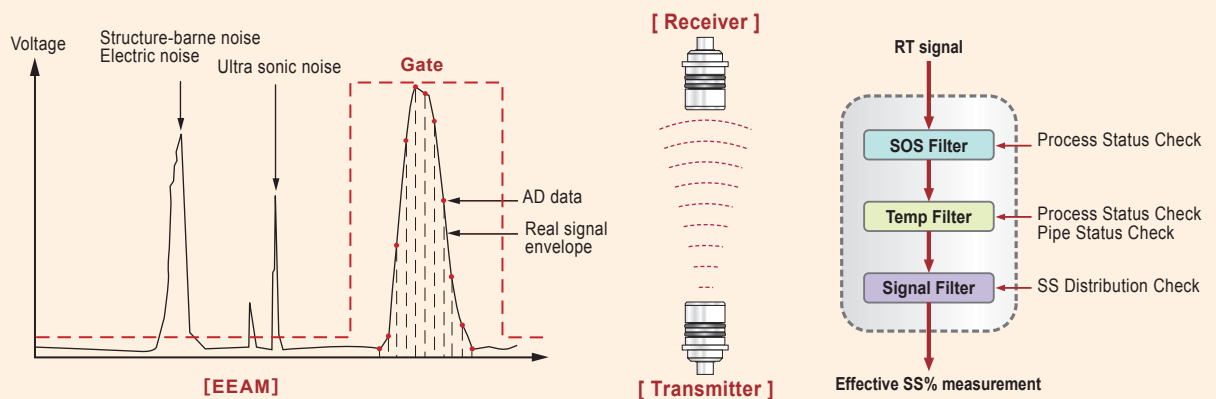 Voltage
Structure-barne noise
Electric noise
Ultra sonic noise
Gate
AD data
Real signal
envelope
[EEAM]
[ Receiver ]
[ Transmitter ]
RT signal
SOS Filter
Process Status Check
Temp Filter
Process Status Check
Pipe Status Check
Signal Filter
SS Distribution Check
Effective SS% measurement